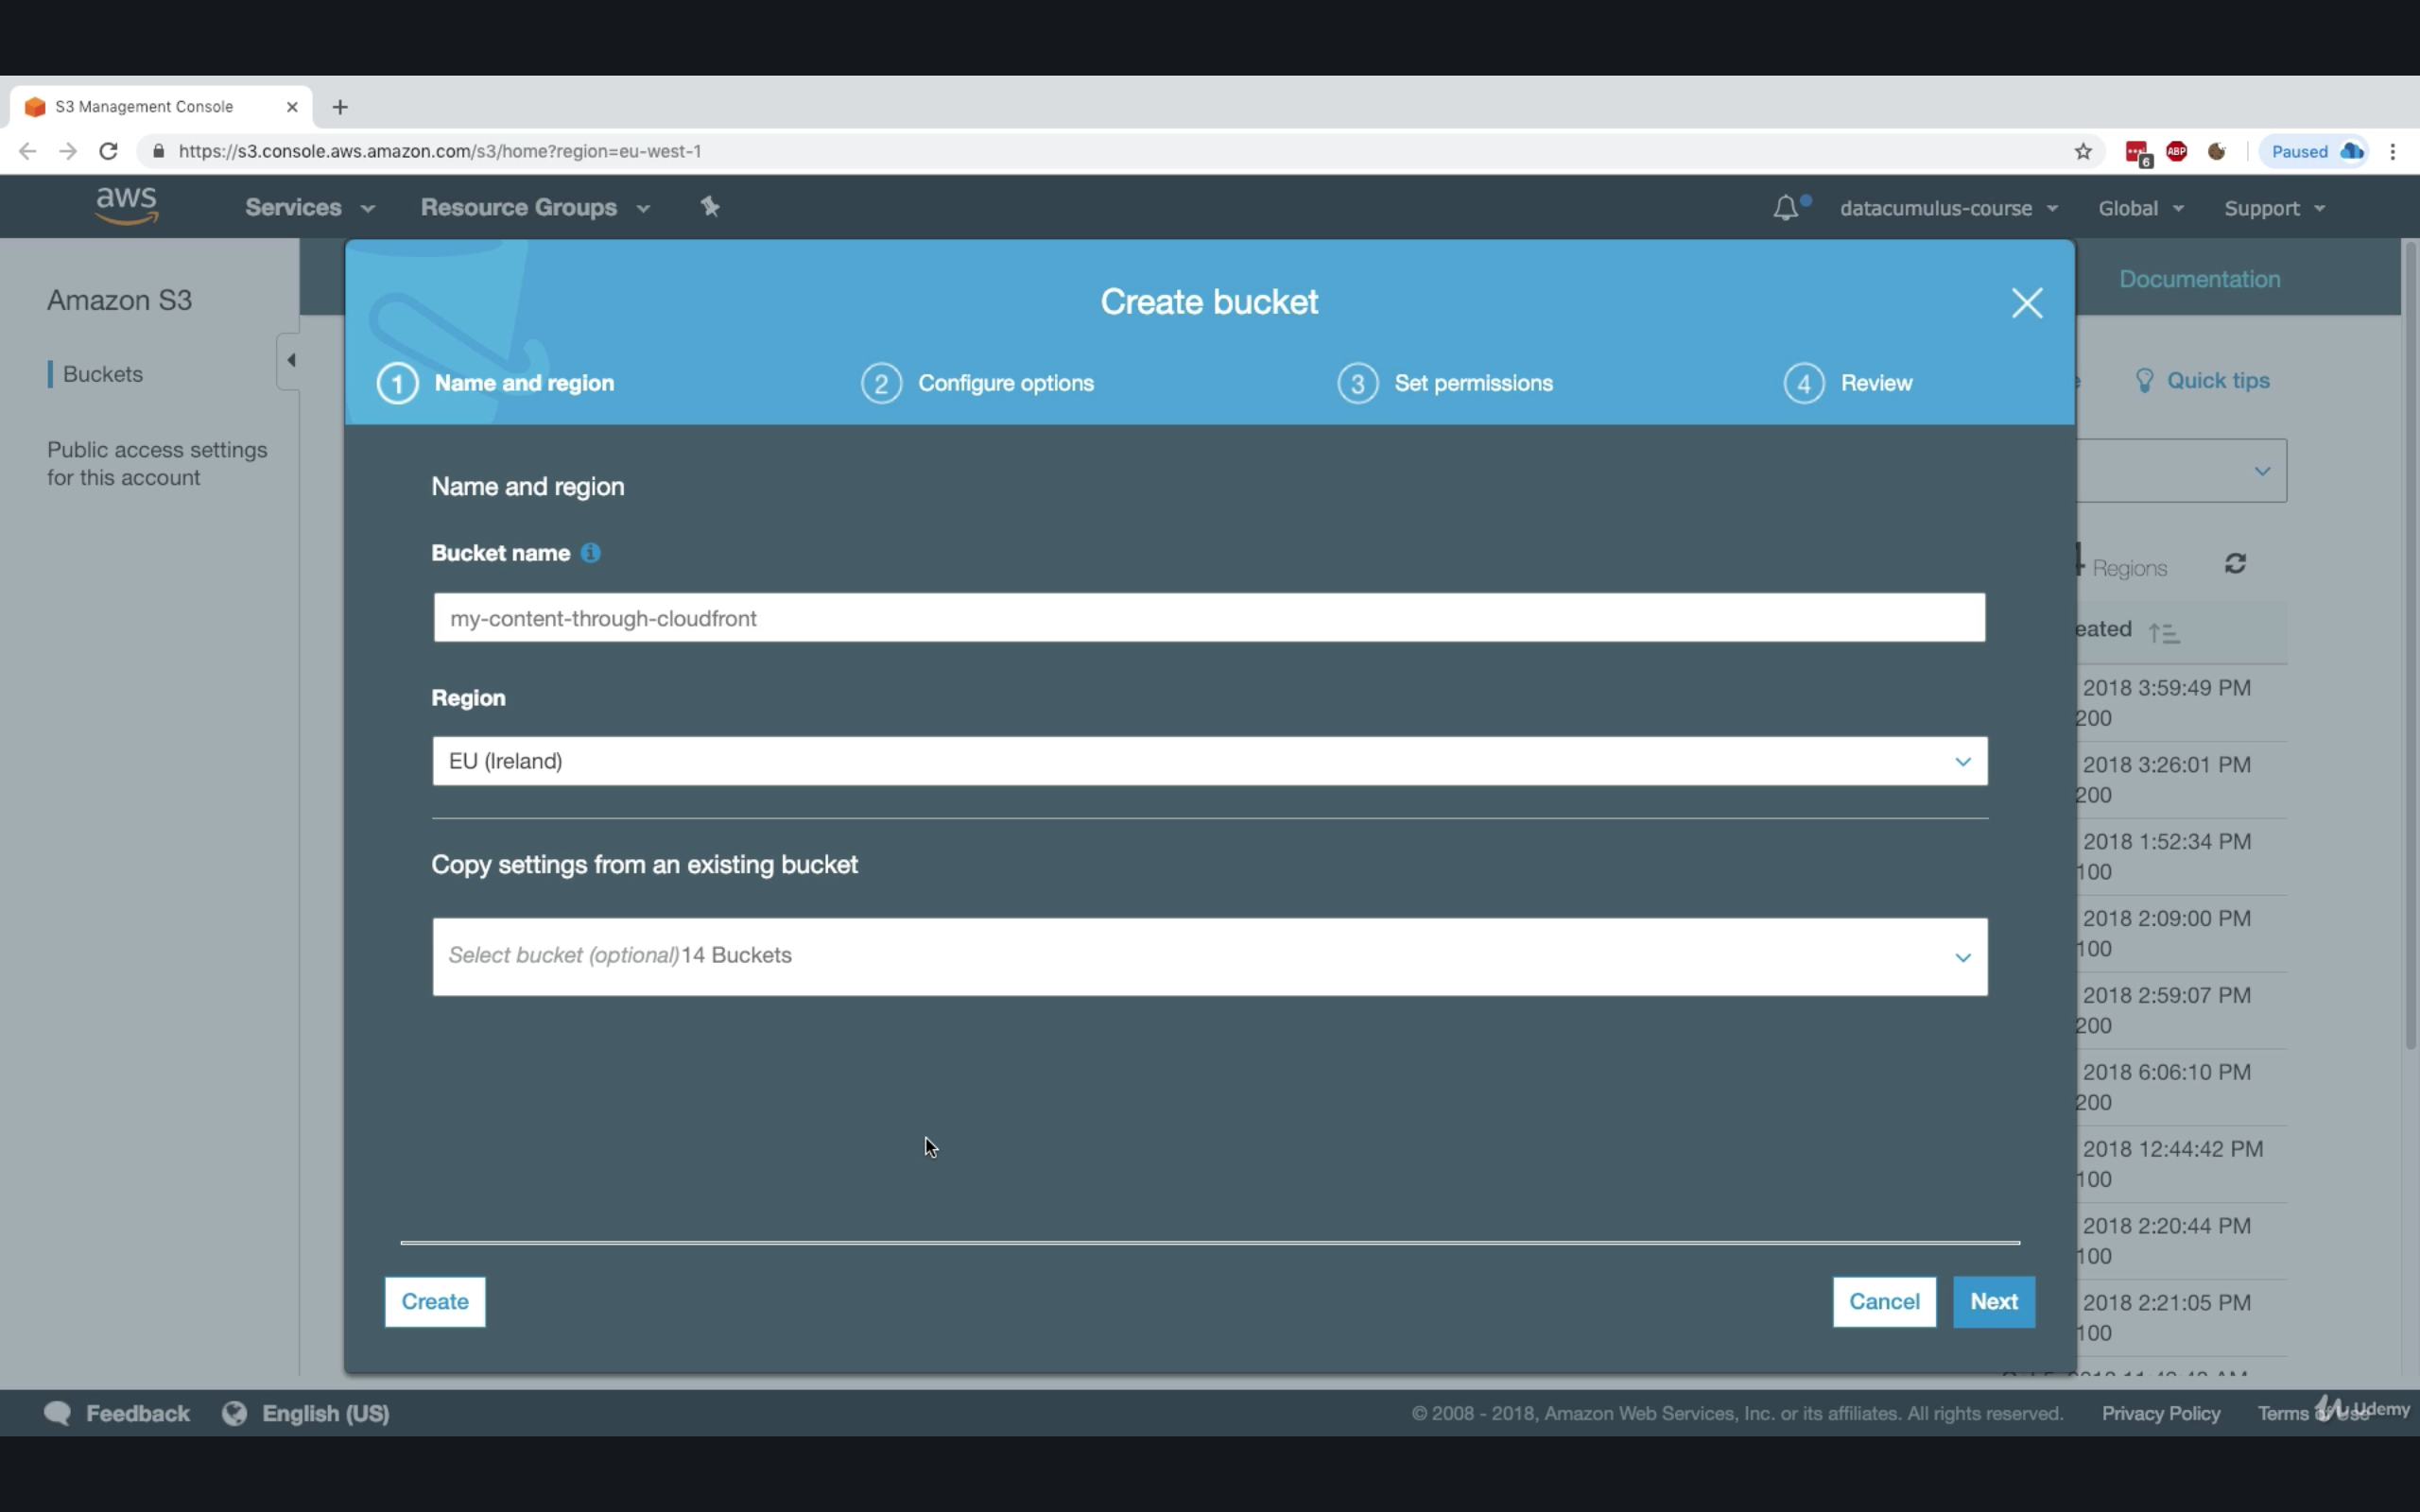 S3 Management Console
https://s3.console.aws.amazon.com/s3/home?region=eu-west-1
6
ABP
Paused
aws
Services
Resource Groups
datacumulus-course
Global
Support
Amazon S3
Buckets
Public access settings
for this account
Documentation
Quick tips
Create bucket
1 Name and region
2 Configure options
3 Set permissions
4 Review
Name and region
Bucket name
my-content-through-cloudfront
Region
EU (Ireland)
Copy settings from an existing bucket
Select bucket (optional)14 Buckets
Create
Cancel
Next
Regions
eated
2018 3:59:49 PM
200
2018 3:26:01 PM
200
2018 1:52:34 PM
100
2018 2:09:00 PM
100
2018 2:59:07 PM
200
2018 6:06:10 PM
200
2018 12:44:42 PM
100
2018 2:20:44 PM
100
2018 2:21:05 PM
100
Feedback
English (US)
© 2008 - 2018, Amazon Web Services, Inc. or its affiliates. All rights reserved.
Privacy Policy
Terms of Use
Udemy